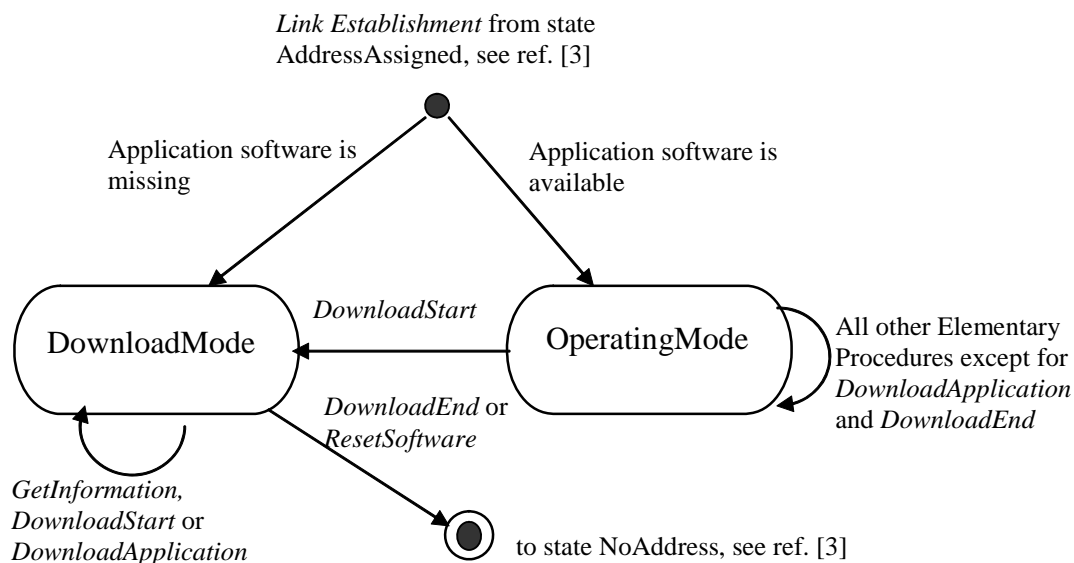 Link Establishment from state
AddressAssigned, see ref. [3]
Application software is
missing
Application software is
available
DownloadMode
DownloadStart
OperatingMode
All other Elementary
Procedures except for
DownloadApplication
and DownloadEnd
DownloadEnd or
ResetSoftware
GetInformation,
DownloadStart or
DownloadApplication
to state NoAddress, see ref. [3]